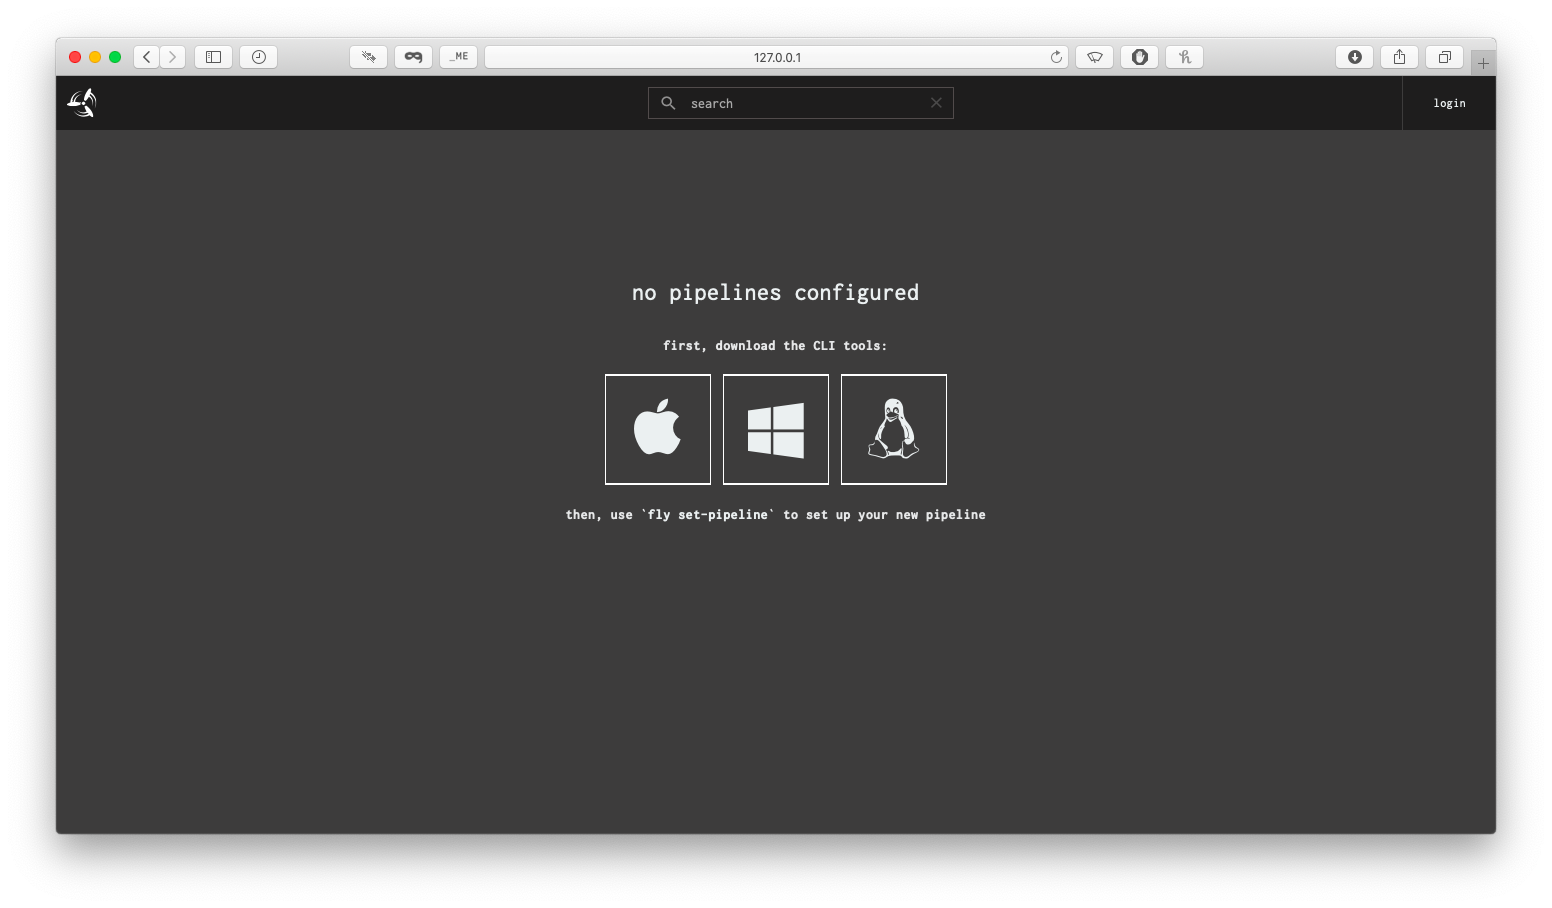 _ME
127.0.0.1
search
login
no pipelines configured
first, download the CLI tools:
then, use `fly set-pipeline` to set up your new pipeline